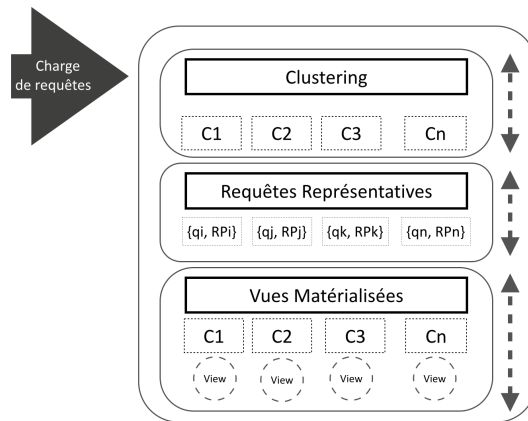 Charge
de requêtes
Clustering
C1 C2 C3 Cn
Requêtes Représentatives
{qi, RPi} {qj, RPj} {qk, RPk} {qn, RPn}
Vues Matérialisées
C1 C2 C3 Cn
View View View View